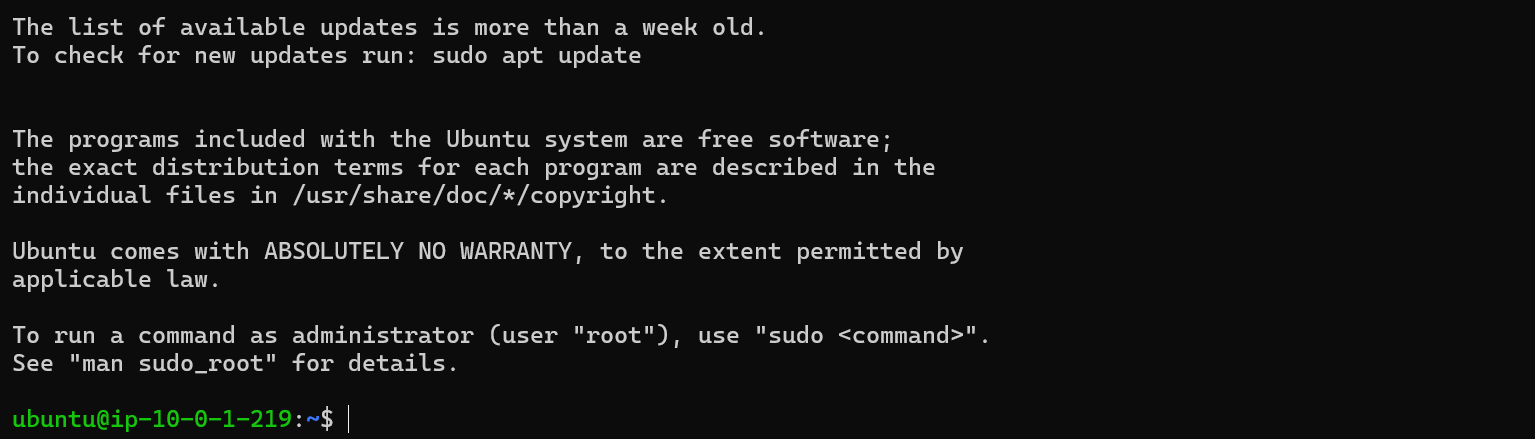 The list of available updates is more than a week old.
To check for new updates run: sudo apt update
The programs included with the Ubuntu system are free software;
the exact distribution terms for each program are described in the
individual files in /usr/share/doc/*/copyright.
Ubuntu comes with ABSOLUTELY NO WARRANTY, to the extent permitted by
applicable law.
To run a command as administrator (user "root"), use "sudo <command>".
See "man sudo_root" for details.
ubuntu@ip-10-0-1-219:~$